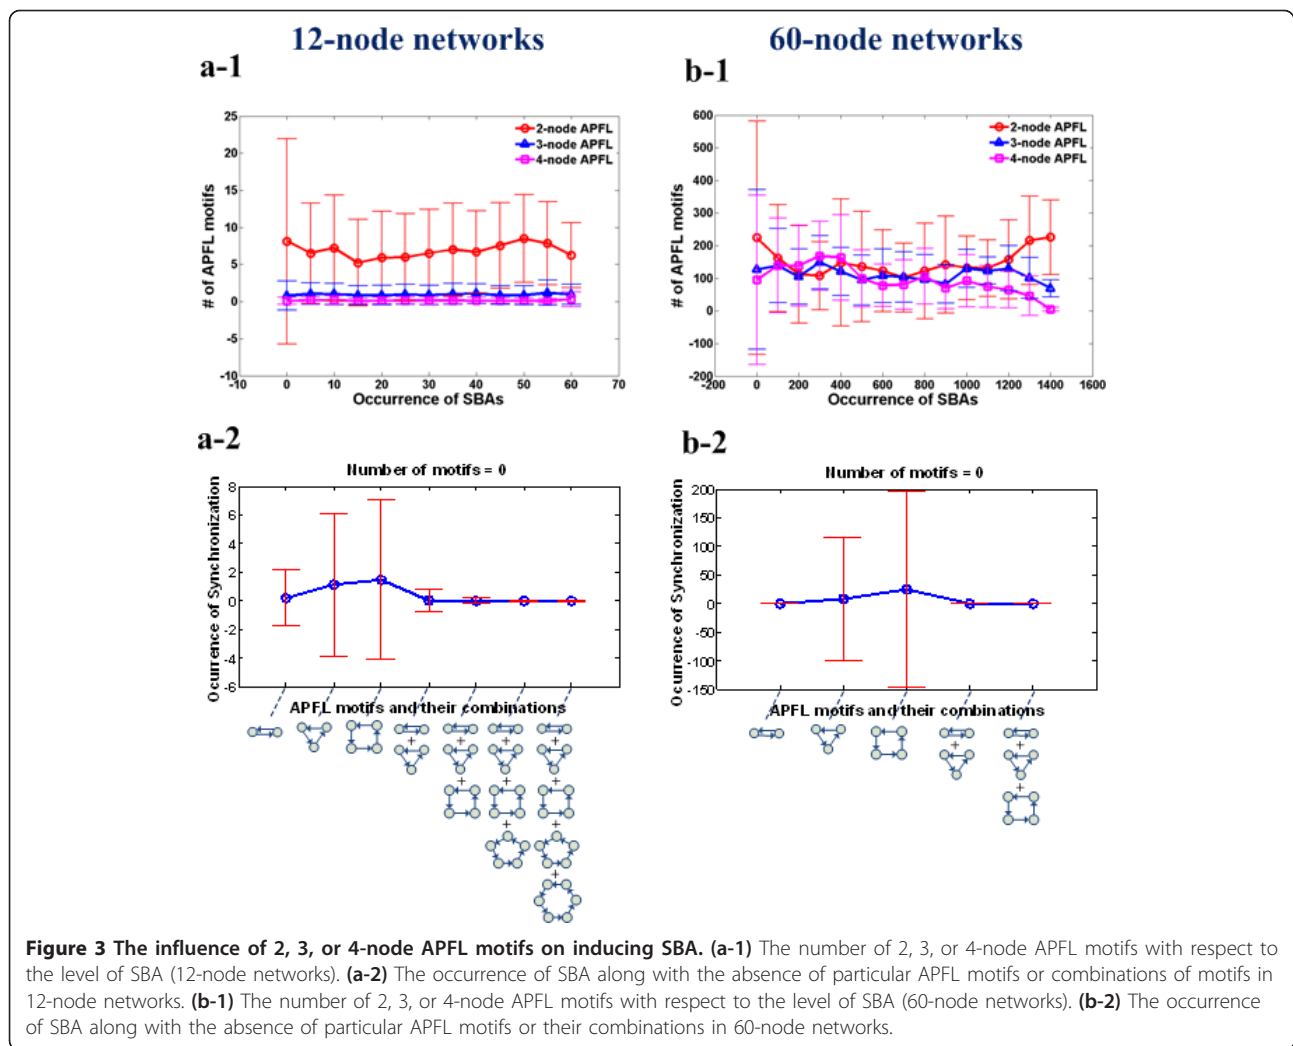 12-node networks
60-node networks
a-1
25
20
15
10
5
0
-5
-10
-10 0 10 20 30 40 50 60 70
# of APFL motifs
Occurrence of SBAs
2-node APFL
3-node APFL
4-node APFL
b-1
600
500
400
300
200
100
0
-100
-200
-200 0 200 400 600 800 1000 1200 1400 1600
# of APFL motifs
Occurrence of SBAs
2-node APFL
3-node APFL
4-node APFL
a-2
Number of motifs = 0
8
6
4
2
0
-2
-4
-6
Ocurrence of Synchronization
APFL motifs and their combinations
+ + + +
+ + +
+ +
+
b-2
Number of motifs = 0
200
150
100
50
0
-50
-100
-150
Ocurrence of Synchronization
APFL motifs and their combinations
+ +
+
Figure 3 The influence of 2, 3, or 4-node APFL motifs on inducing SBA. (a-1) The number of 2, 3, or 4-node APFL motifs with respect to
the level of SBA (12-node networks). (a-2) The occurrence of SBA along with the absence of particular APFL motifs or combinations of motifs in
12-node networks. (b-1) The number of 2, 3, or 4-node APFL motifs with respect to the level of SBA (60-node networks). (b-2) The occurrence
of SBA along with the absence of particular APFL motifs or their combinations in 60-node networks.